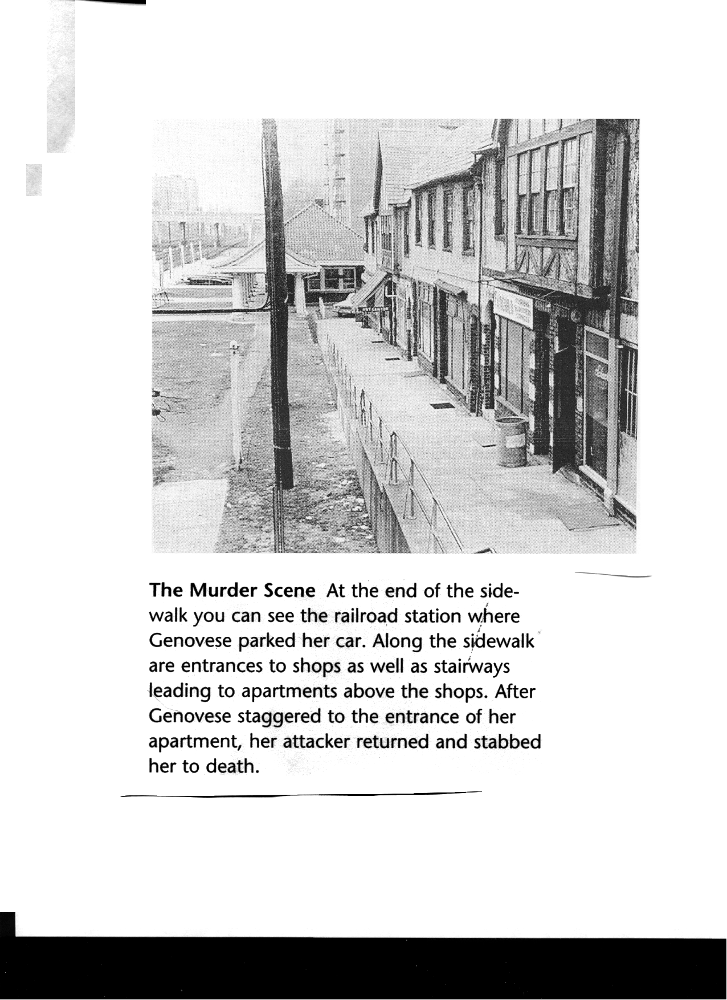 ART CENTER
The Murder Scene At the end of the side-
walk you can see the railroad station where
Genovese parked her car. Along the sidewalk
are entrances to shops as well as stairways
leading to apartments above the shops. After
Genovese staggered to the entrance of her
apartment, her attacker returned and stabbed
her to death.